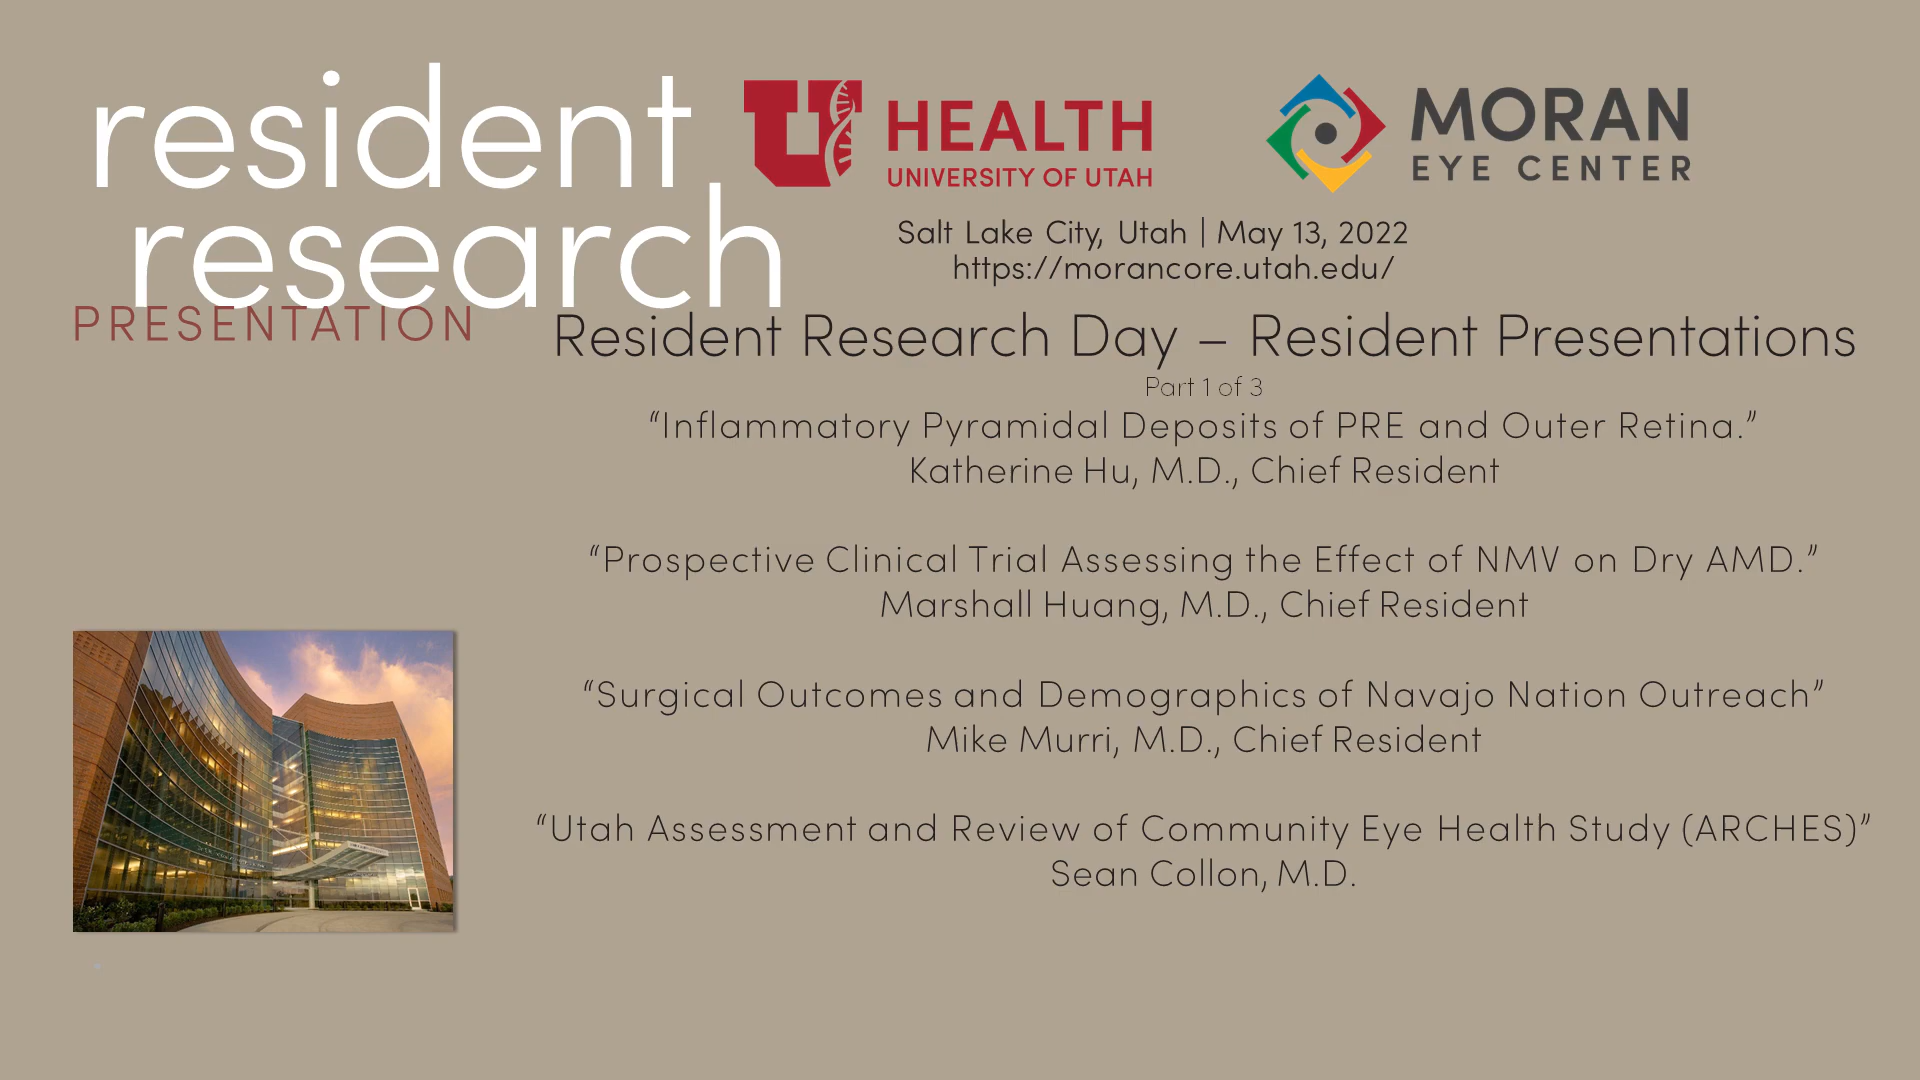 resident
research
PRESENTATION
U HEALTH
UNIVERSITY OF UTAH
MORAN
EYE CENTER
Salt Lake City, Utah | May 13, 2022
https://morancore.utah.edu/
Resident Research Day – Resident Presentations
Part 1 of 3
“Inflammatory Pyramidal Deposits of PRE and Outer Retina.”
Katherine Hu, M.D., Chief Resident
“Prospective Clinical Trial Assessing the Effect of NMV on Dry AMD.”
Marshall Huang, M.D., Chief Resident
“Surgical Outcomes and Demographics of Navajo Nation Outreach”
Mike Murri, M.D., Chief Resident
“Utah Assessment and Review of Community Eye Health Study (ARCHES)”
Sean Collon, M.D.